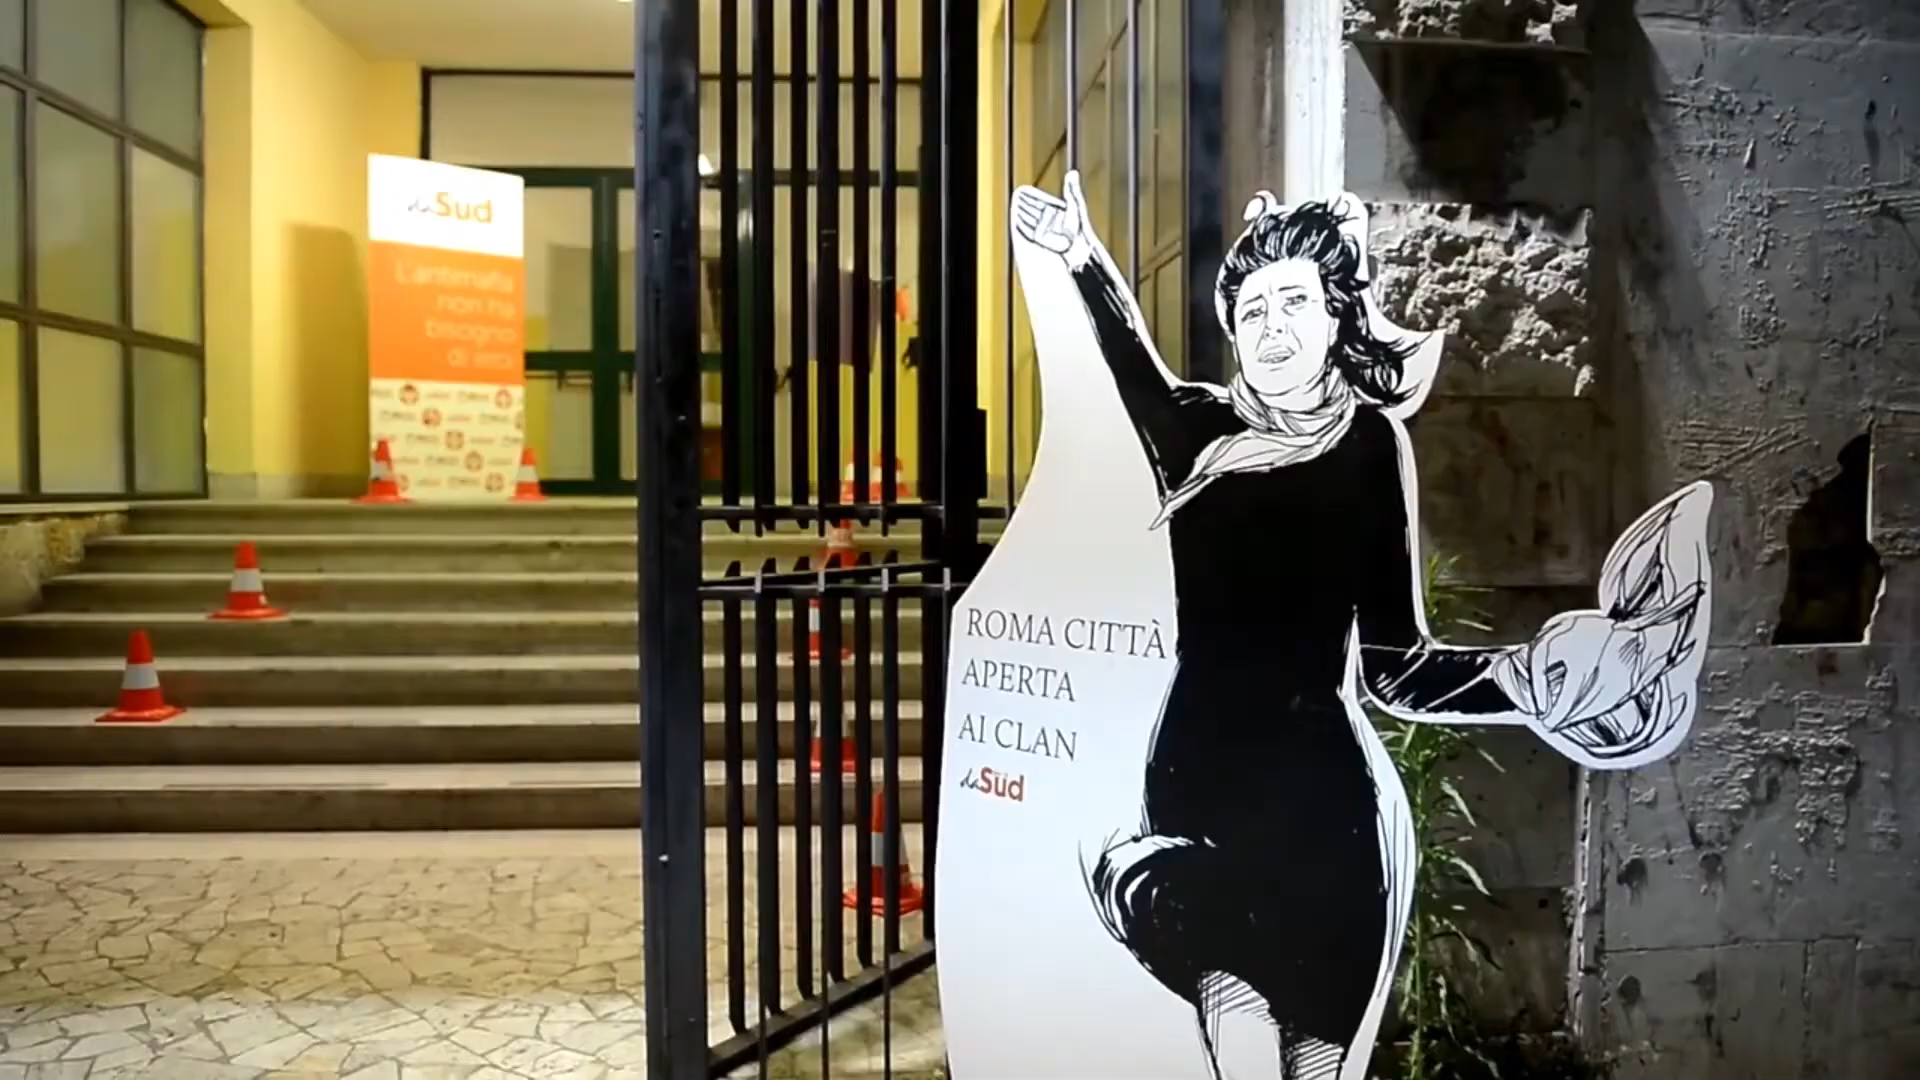 daSud
L'antimafia
non ha
bisogno
di eroi
ROMA CITTÀ
APERTA
AI CLAN
daSud